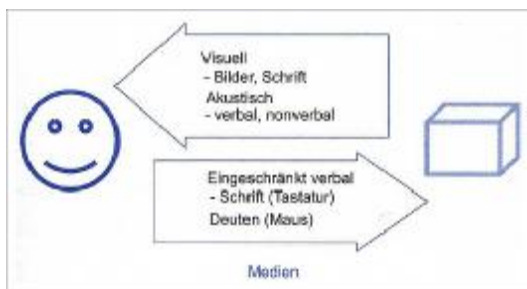 Visuell
- Bilder, Schrift
Akustisch
- verbal, nonverbal
Eingeschränkt verbal
- Schrift (Tastatur)
Deuten (Maus)
Medien